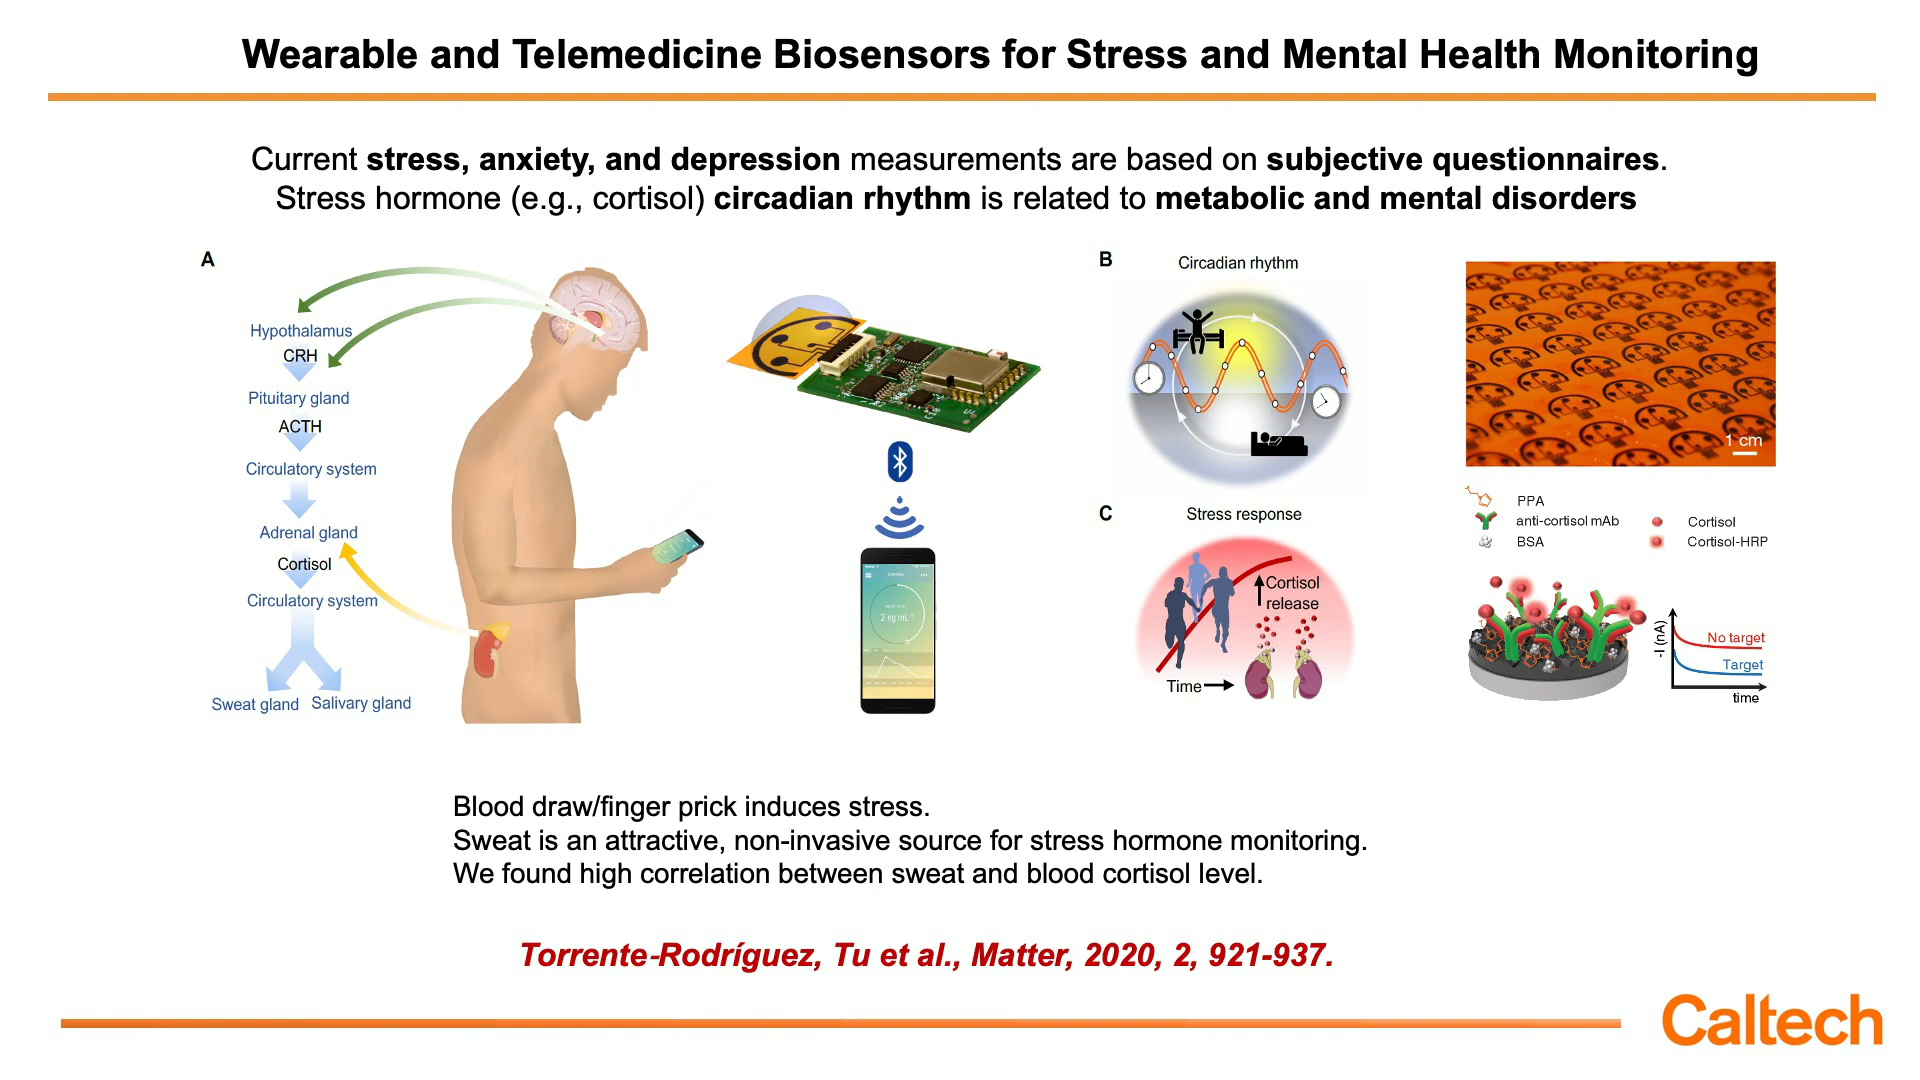 Wearable and Telemedicine Biosensors for Stress and Mental Health Monitoring
Current stress, anxiety, and depression measurements are based on subjective questionnaires.
Stress hormone (e.g., cortisol) circadian rhythm is related to metabolic and mental disorders
A
Hypothalamus
CRH
Pituitary gland
ACTH
Circulatory system
Adrenal gland
Cortisol
Circulatory system
Sweat gland
Salivary gland
2 ng mL⁻¹
B
Circadian rhythm
C
Stress response
Cortisol
release
Time
1 cm
PPA
anti-cortisol mAb
BSA
Cortisol
Cortisol-HRP
-I (nA)
No target
Target
time
Blood draw/finger prick induces stress.
Sweat is an attractive, non-invasive source for stress hormone monitoring.
We found high correlation between sweat and blood cortisol level.
Torrente-Rodríguez, Tu et al., Matter, 2020, 2, 921-937.
Caltech